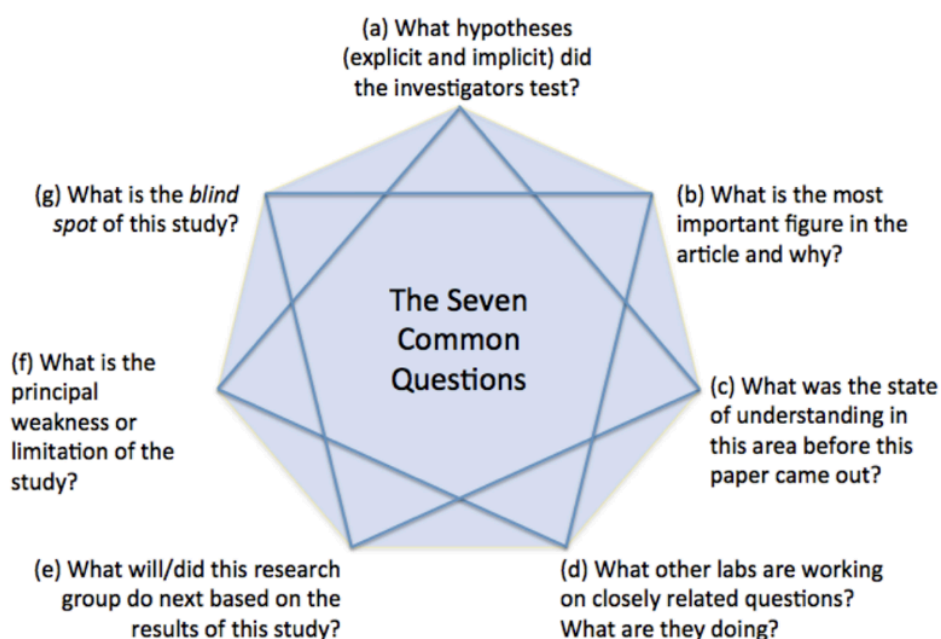 (a) What hypotheses
(explicit and implicit) did
the investigators test?
(g) What is the blind
spot of this study?
(b) What is the most
important figure in the
article and why?
The Seven
Common
Questions
(f) What is the
principal
weakness or
limitation of the
study?
(c) What was the state
of understanding in
this area before this
paper came out?
(e) What will/did this research
group do next based on the
results of this study?
(d) What other labs are working
on closely related questions?
What are they doing?